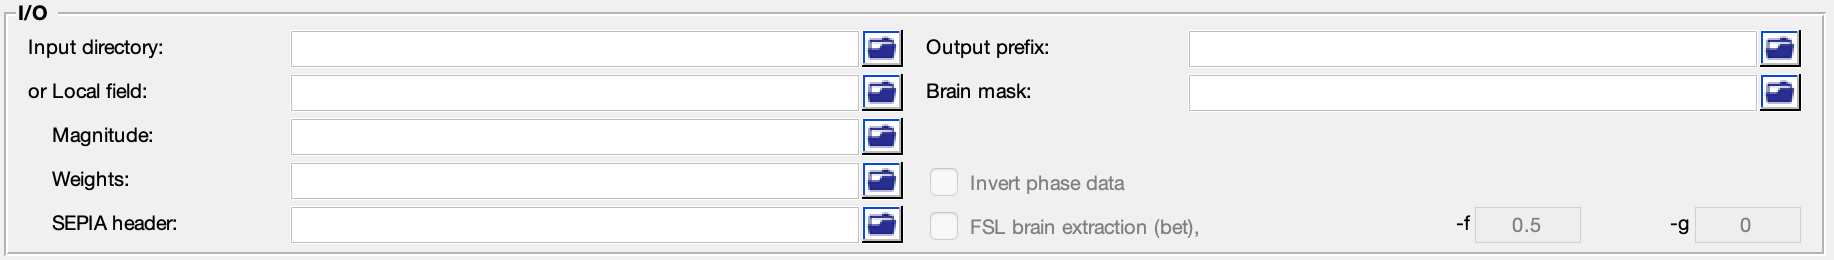 I/O
Input directory:
Output prefix:
or Local field:
Brain mask:
Magnitude:
Weights:
Invert phase data
SEPIA header:
FSL brain extraction (bet), -f 0.5 -g 0